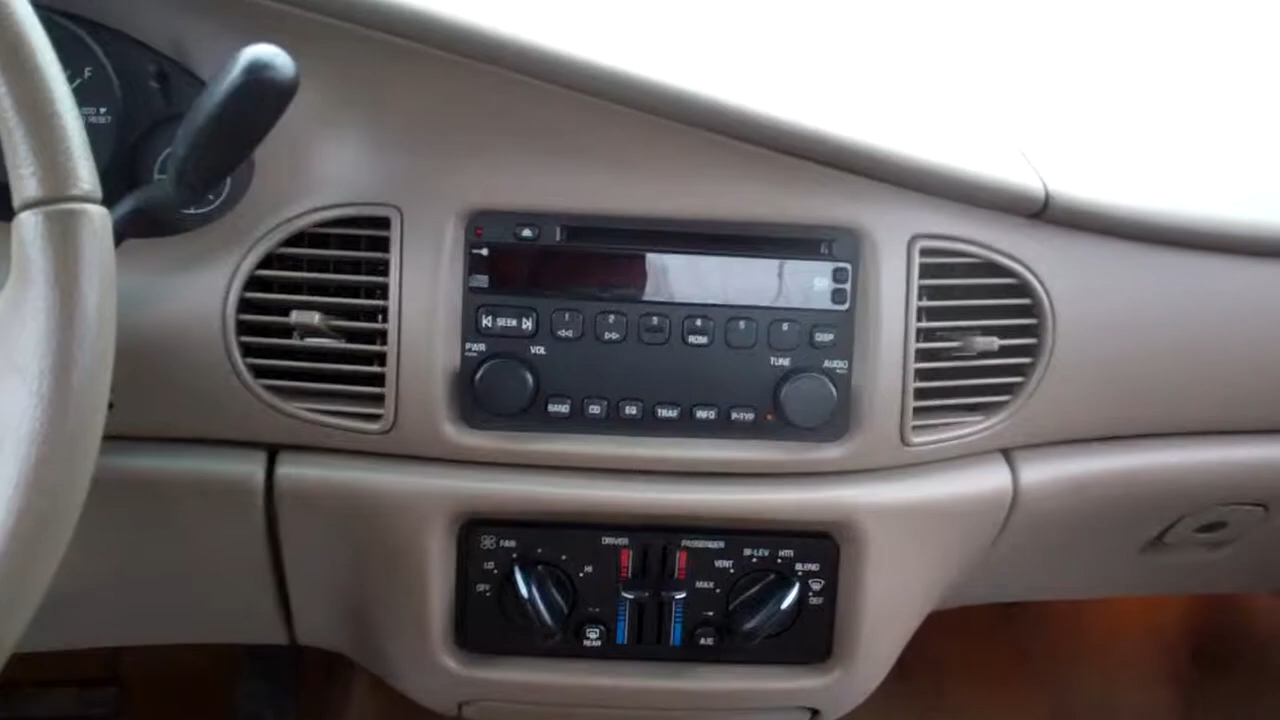 F
RESET
SEEK
1
2
3
4
5
6
DISP
RDM
PWR
VOL
TUNE
AUDIO
BAND
CD
EQ
TRAF
INFO
P-TYP
FAN
LO
OFF
HI
DRIVER
PASSENGER
REAR
A/C
MAX
VENT
BI-LEV
HTR
BLEND
DEF